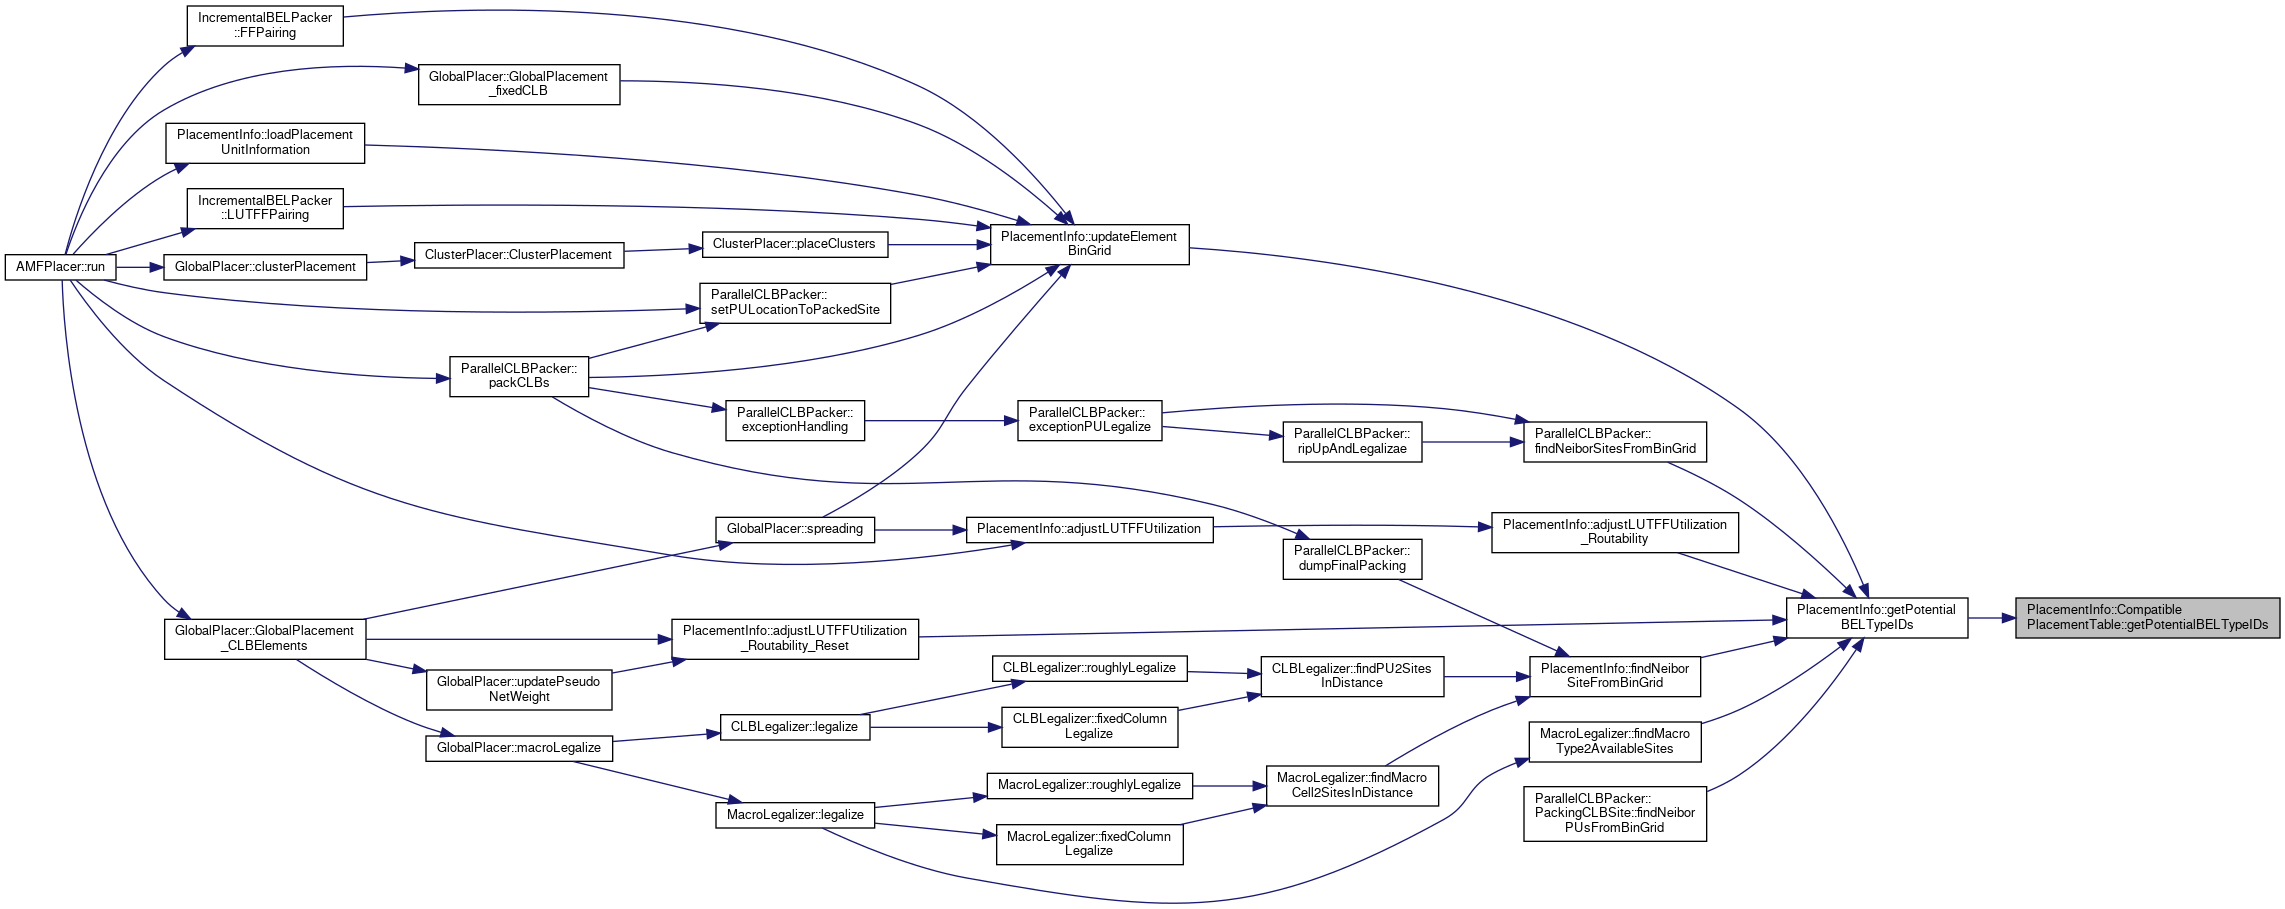 IncrementalBELPacker
::FFPairing
GlobalPlacer::GlobalPlacement
_fixedCLB
PlacementInfo::loadPlacement
UnitInformation
IncrementalBELPacker
::LUTFFPairing
AMFPlacer::run
GlobalPlacer::clusterPlacement
ClusterPlacer::ClusterPlacement
ClusterPlacer::placeClusters
PlacementInfo::updateElement
BinGrid
ParallelCLBPacker::
setPULocationToPackedSite
ParallelCLBPacker::
packCLBs
ParallelCLBPacker::
exceptionHandling
ParallelCLBPacker::
exceptionPULegalize
ParallelCLBPacker::
ripUpAndLegalizae
ParallelCLBPacker::
findNeiborSitesFromBinGrid
GlobalPlacer::spreading
PlacementInfo::adjustLUTFFUtilization
PlacementInfo::adjustLUTFFUtilization
_Routability
ParallelCLBPacker::
dumpFinalPacking
PlacementInfo::getPotential
BELTypeIDs
PlacementInfo::Compatible
PlacementTable::getPotentialBELTypeIDs
GlobalPlacer::GlobalPlacement
_CLBElements
PlacementInfo::adjustLUTFFUtilization
_Routability_Reset
GlobalPlacer::updatePseudo
NetWeight
CLBLegalizer::roughlyLegalize
CLBLegalizer::findPU2Sites
InDistance
PlacementInfo::findNeibor
SiteFromBinGrid
CLBLegalizer::legalize
CLBLegalizer::fixedColumn
Legalize
GlobalPlacer::macroLegalize
MacroLegalizer::findMacro
Type2AvailableSites
MacroLegalizer::roughlyLegalize
MacroLegalizer::findMacro
Cell2SitesInDistance
MacroLegalizer::legalize
MacroLegalizer::fixedColumn
Legalize
ParallelCLBPacker::
PackingCLBSite::findNeibor
PUsFromBinGrid